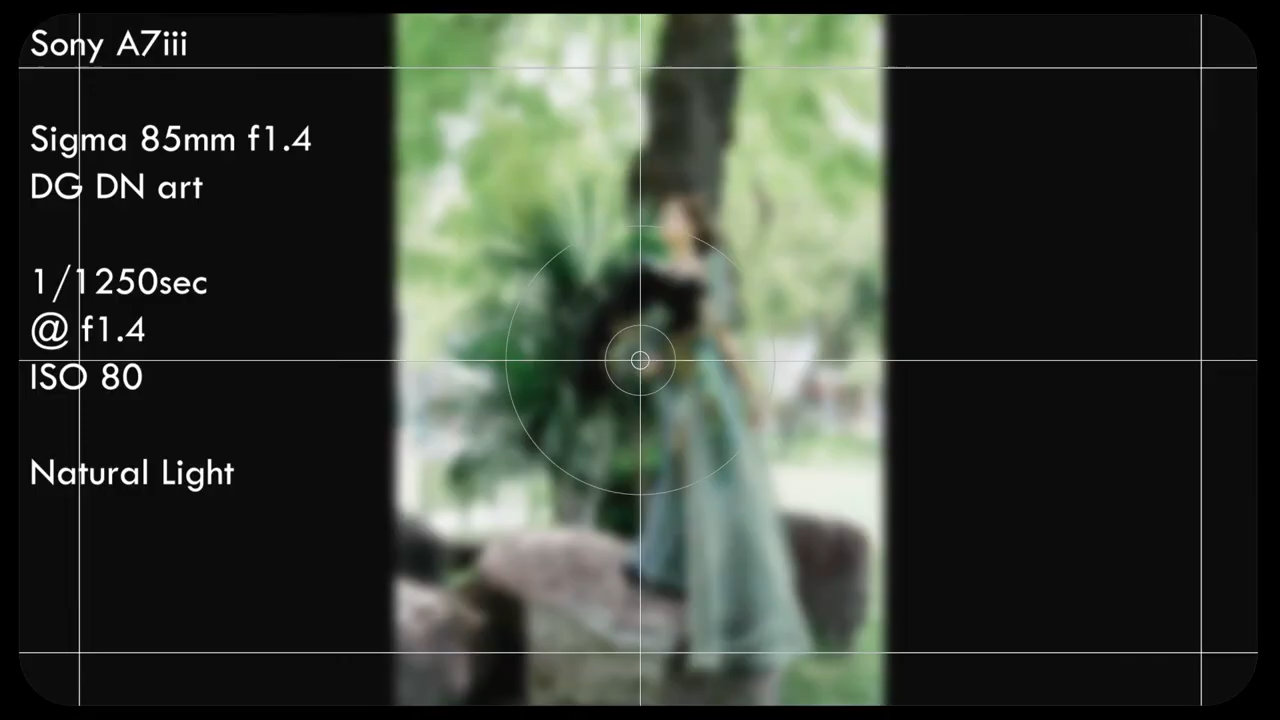 Sony A7iii
Sigma 85mm f1.4
DG DN art
1/1250sec
@ f1.4
ISO 80
Natural Light